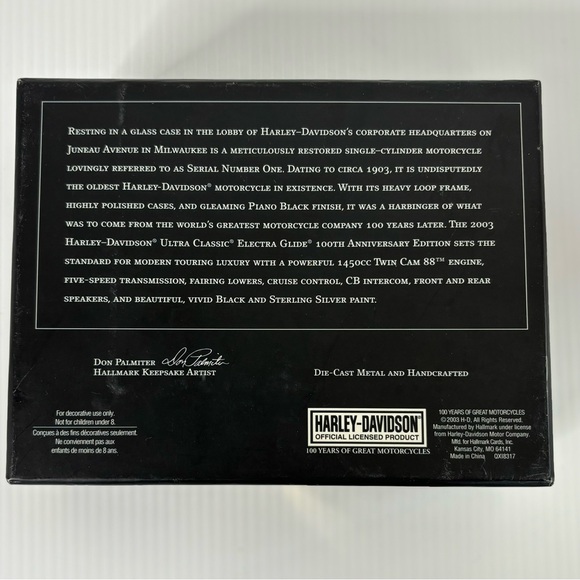 Resting in a glass case in the lobby of Harley–Davidson's corporate headquarters on
Juneau Avenue in Milwaukee is a meticulously restored single–cylinder motorcycle
lovingly referred to as Serial Number One. Dating to circa 1903, it is undisputedly
the oldest Harley-Davidson® motorcycle in existence. With its heavy loop frame,
highly polished cases, and gleaming Piano Black finish, it was a harbinger of what
was to come from the world's greatest motorcycle company 100 years later. The 2003
Harley–Davidson® Ultra Classic® Electra Glide® 100th Anniversary Edition sets the
standard for modern touring luxury with a powerful 1450cc Twin Cam 88™ engine,
five-speed transmission, fairing lowers, cruise control, CB intercom, front and rear
speakers, and beautiful, vivid Black and Sterling Silver paint.
Don Palmiter Don Palmiter
Hallmark Keepsake Artist
Die-Cast Metal and Handcrafted
For decorative use only.
Not for children under 8.
Conçues à des fins décoratives seulement.
Ne conviennent pas aux
enfants de moins de 8 ans.
HARLEY-DAVIDSON
OFFICIAL LICENSED PRODUCT
100 YEARS OF GREAT MOTORCYCLES
100 YEARS OF GREAT MOTORCYCLES
© 2003 H-D, All Rights Reserved.
Manufactured by Hallmark under license
from Harley-Davidson Motor Company.
Mfd. for Hallmark Cards, Inc.
Kansas City, MO 64141
Made in China QXI8317